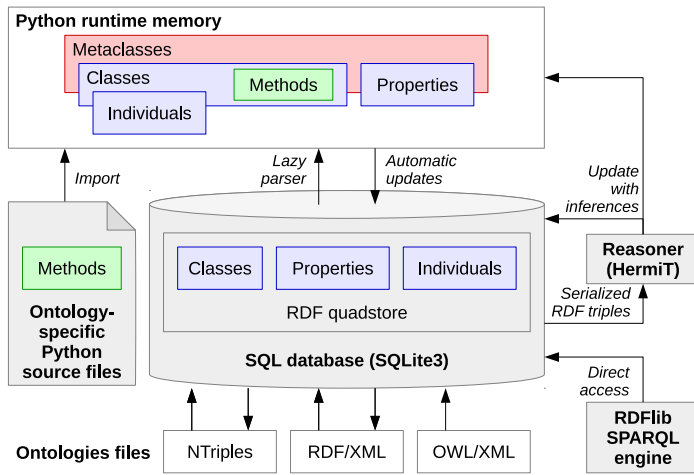 Python runtime memory
Metaclasses
Classes
Methods
Properties
Individuals
Import
Lazy
parser
Automatic
updates
Update
with
inferences
Methods
Ontology-
specific
Python
source files
Classes
Properties
Individuals
RDF quadstore
SQL database (SQLite3)
Reasoner
(HermiT)
Serialized
RDF triples
Direct
access
RDFlib
SPARQL
engine
Ontologies files
NTriples
RDF/XML
OWL/XML